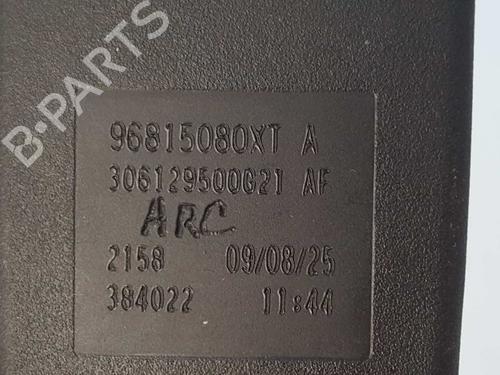 B-PARTS
96815080XT A
306129500G21 AF
ARC
2158 09/08/25
384022 11:44